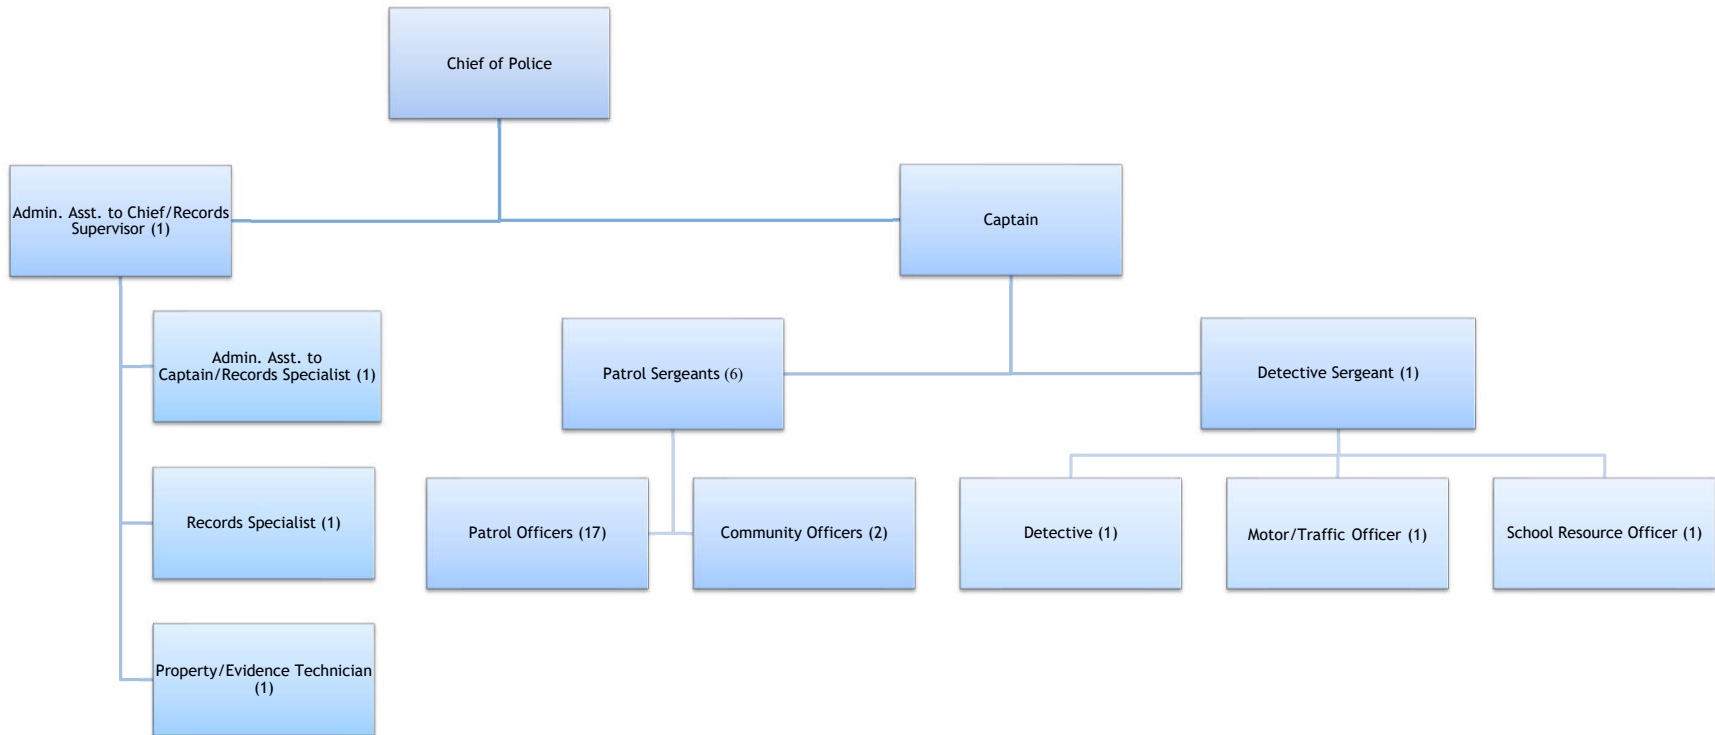 Chief of Police
Admin. Asst. to Chief/Records
Supervisor (1)
Captain
Admin. Asst. to
Captain/Records Specialist (1)
Patrol Sergeants (6)
Detective Sergeant (1)
Records Specialist (1)
Patrol Officers (17)
Community Officers (2)
Detective (1)
Motor/Traffic Officer (1)
School Resource Officer (1)
Property/Evidence Technician
(1)